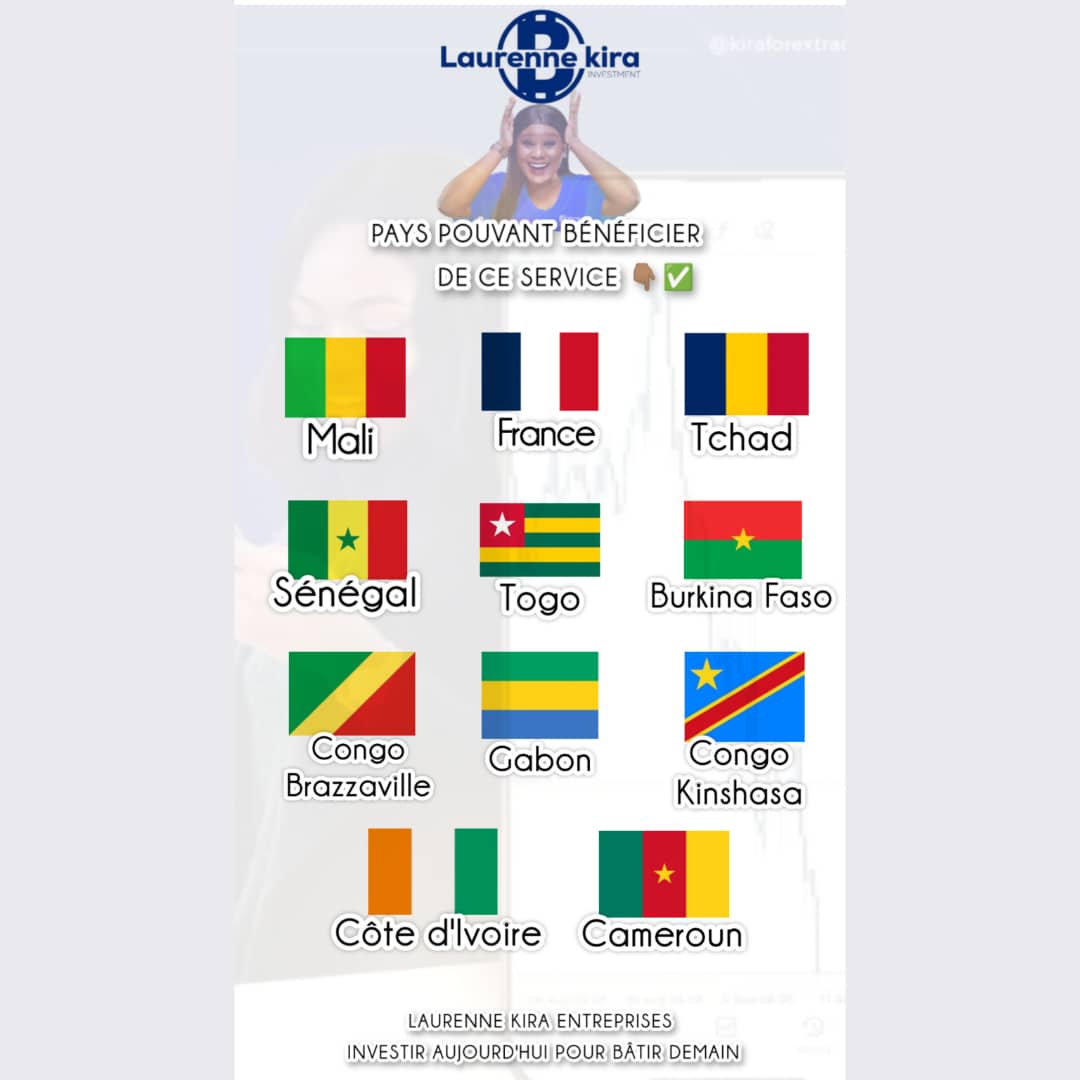 Laurenne kira
INVESTMENT
@kiraforextra
PAYS POUVANT BÉNÉFICIER
DE CE SERVICE 👇🏾✅
Mali
France
Tchad
Sénégal
Togo
Burkina Faso
Congo
Brazzaville
Gabon
Congo
Kinshasa
Côte d'Ivoire
Cameroun
LAURENNE KIRA ENTREPRISES
INVESTIR AUJOURD'HUI POUR BÂTIR DEMAIN